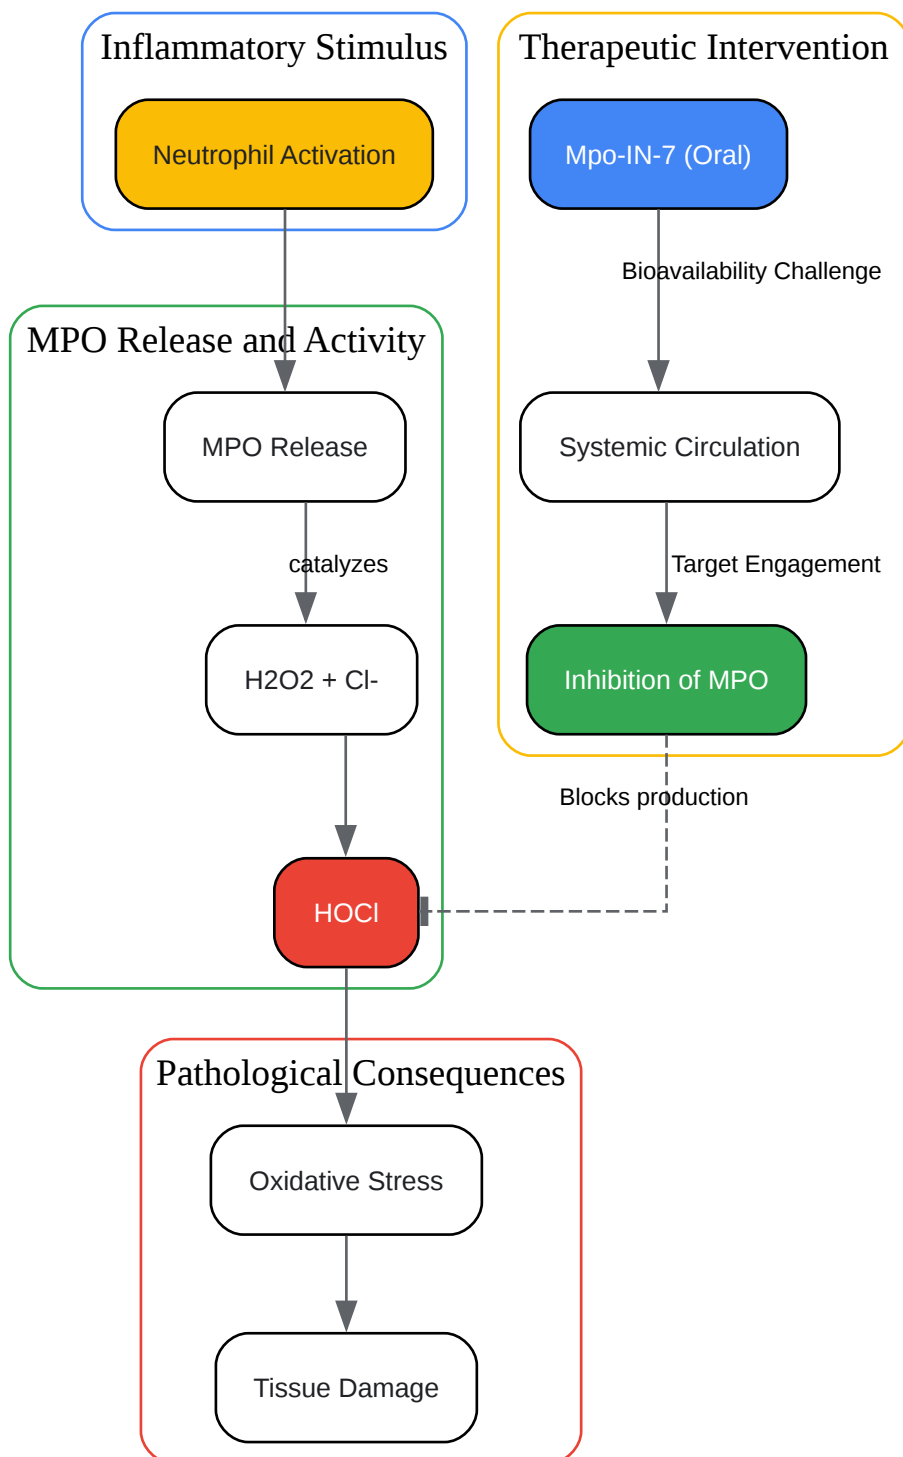 Inflammatory Stimulus
Neutrophil Activation
MPO Release and Activity
MPO Release
catalyzes
H2O2 + Cl-
HOCl
Pathological Consequences
Oxidative Stress
Tissue Damage
Therapeutic Intervention
Mpo-IN-7 (Oral)
Bioavailability Challenge
Systemic Circulation
Target Engagement
Inhibition of MPO
Blocks production